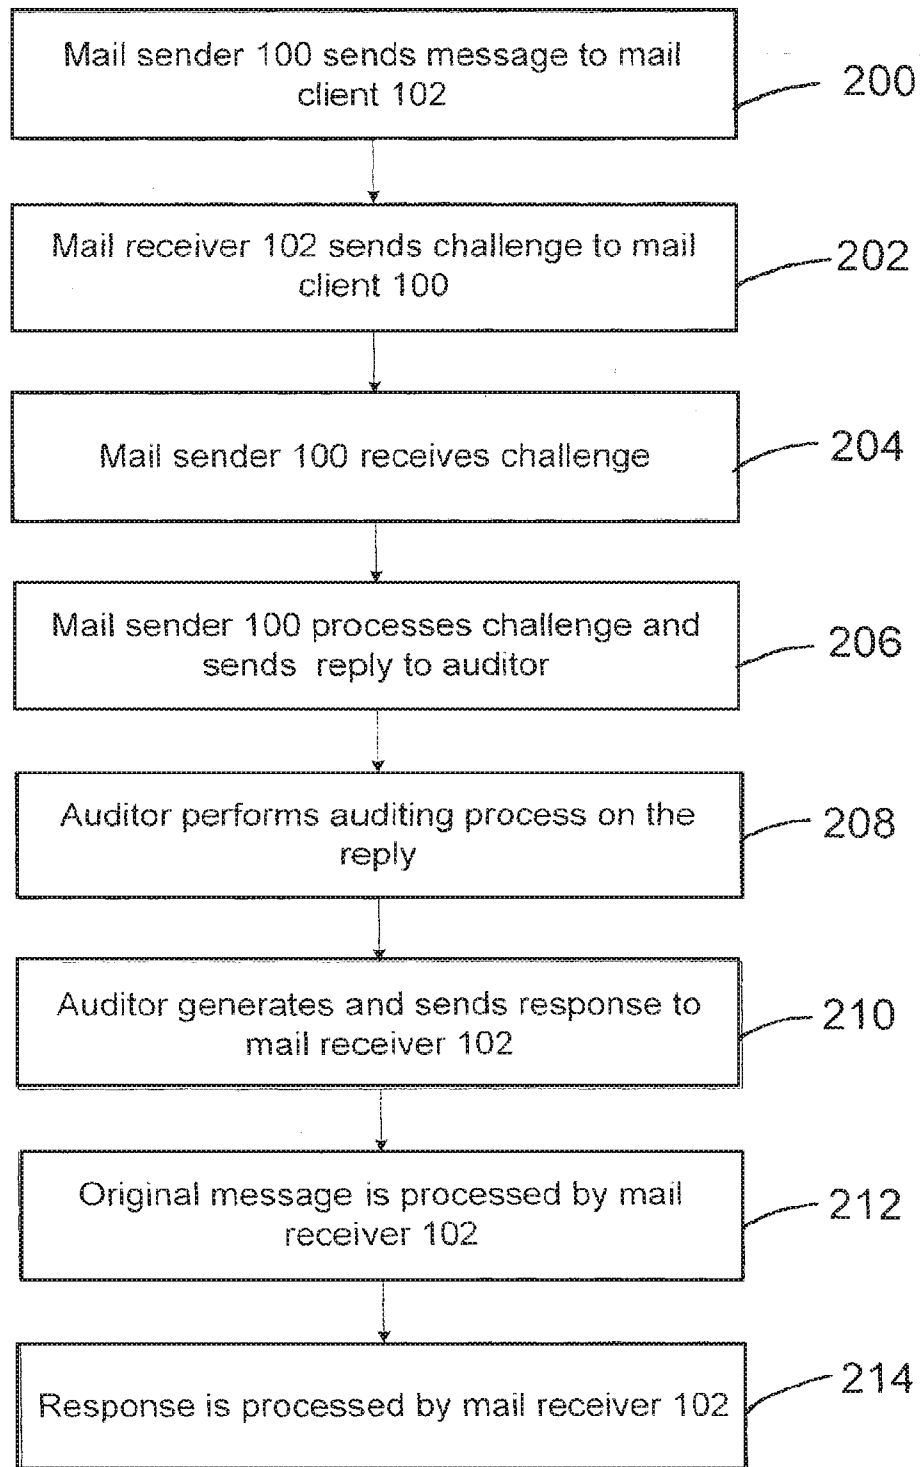 Mail sender 100 sends message to mail
client 102
200
Mail receiver 102 sends challenge to mail
client 100
202
Mail sender 100 receives challenge
204
Mail sender 100 processes challenge and
sends reply to auditor
206
Auditor performs auditing process on the
reply
208
Auditor generates and sends response to
mail receiver 102
210
Original message is processed by mail
receiver 102
212
Response is processed by mail receiver 102
214